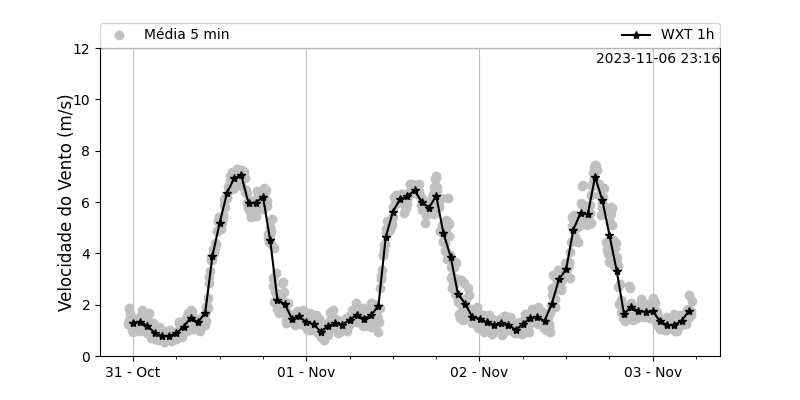 Média 5 min
WXT 1h
2023-11-06 23:16
Velocidade do Vento (m/s)
12
10
8
6
4
2
0
31 - Oct
01 - Nov
02 - Nov
03 - Nov